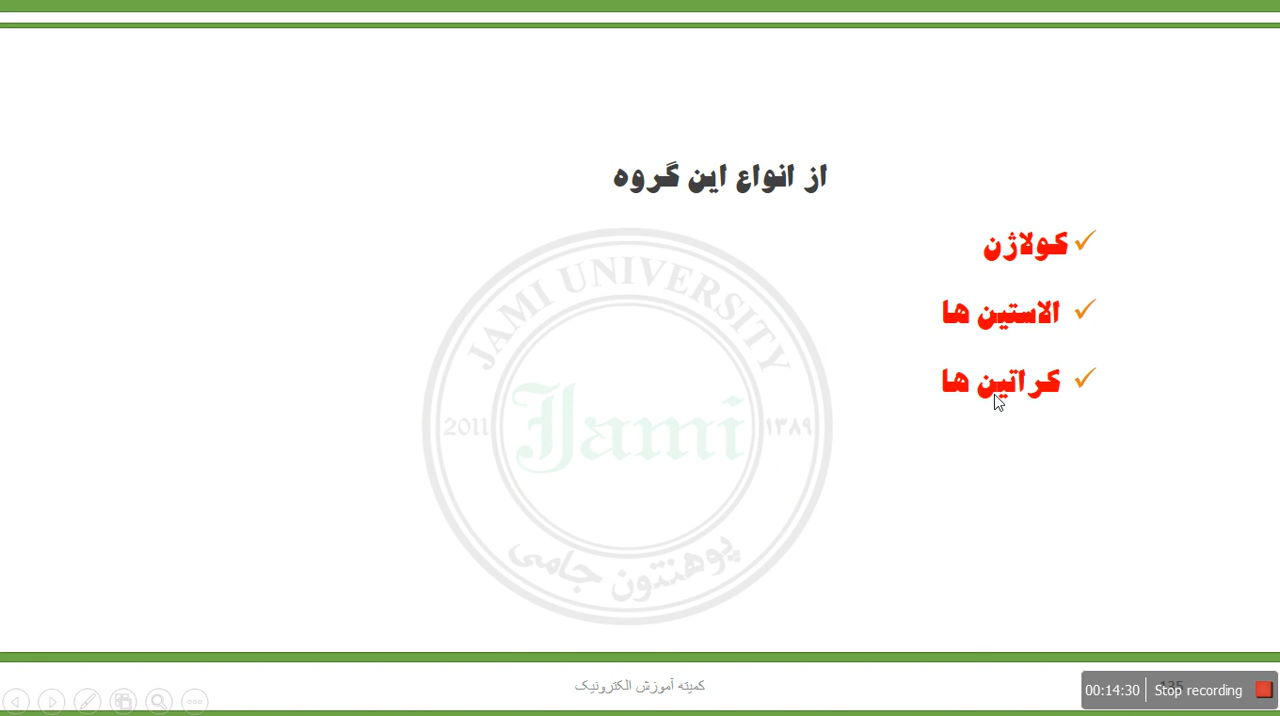 از انواع این گروه
کولاژن
الاستین ها
کراتین ها
JAMI UNIVERSITY
2011
Jami
۱۳۸۹
پوهنتون جامی
کمیته آموزش الکترونیک
00:14:30 Stop recording